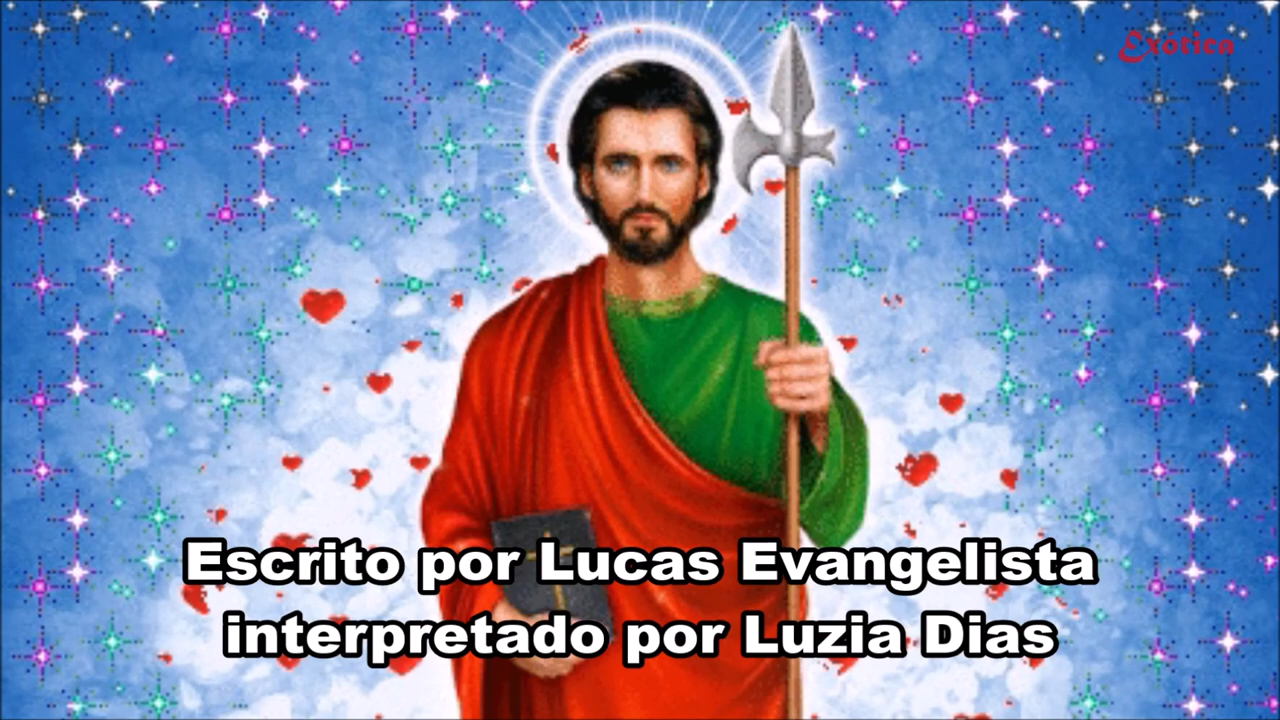 Exótica
Escrito por Lucas Evangelista
interpretado por Luzia Dias